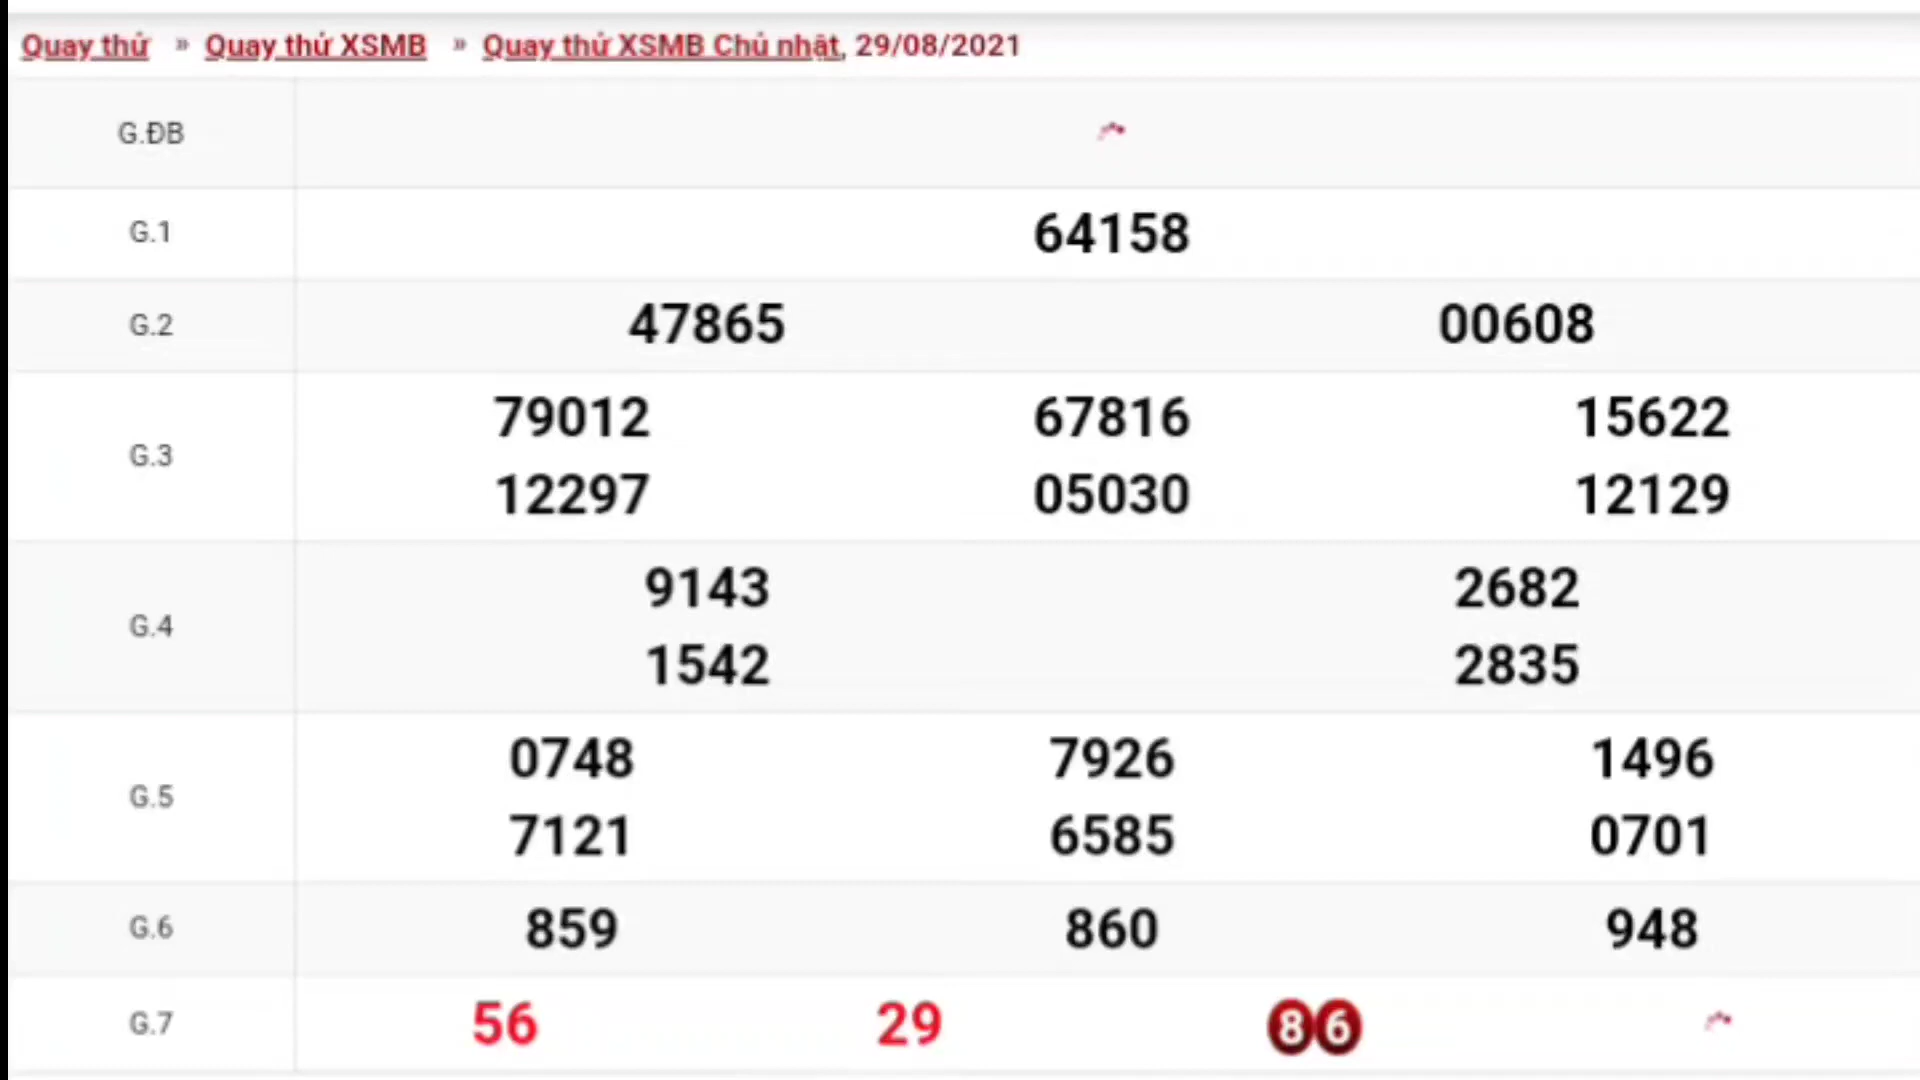 Quay thử » Quay thử XSMB » Quay thử XSMB Chủ nhật, 29/08/2021
G.ĐB
G.1 64158
G.2 47865 00608
G.3 79012 67816 15622
12297 05030 12129
G.4 9143 2682
1542 2835
G.5 0748 7926 1496
7121 6585 0701
G.6 859 860 948
G.7 56 29 86